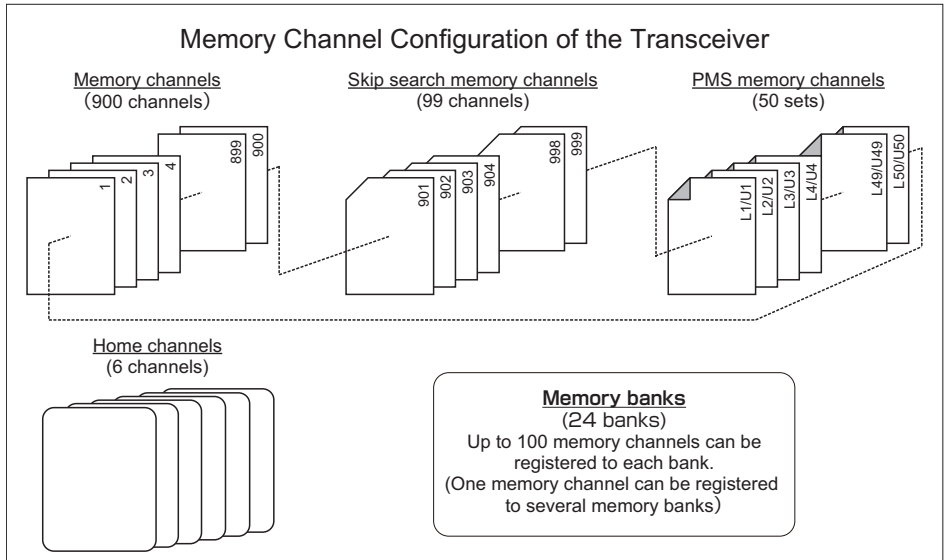 Memory Channel Configuration of the Transceiver
Memory channels
(900 channels)
Skip search memory channels
(99 channels)
PMS memory channels
(50 sets)
1
2
3
4
899
900
901
902
903
904
998
999
L1/U1
L2/U2
L3/U3
L4/U4
L49/U49
L50/U50
Home channels
(6 channels)
Memory banks
(24 banks)
Up to 100 memory channels can be
registered to each bank.
(One memory channel can be registered
to several memory banks)